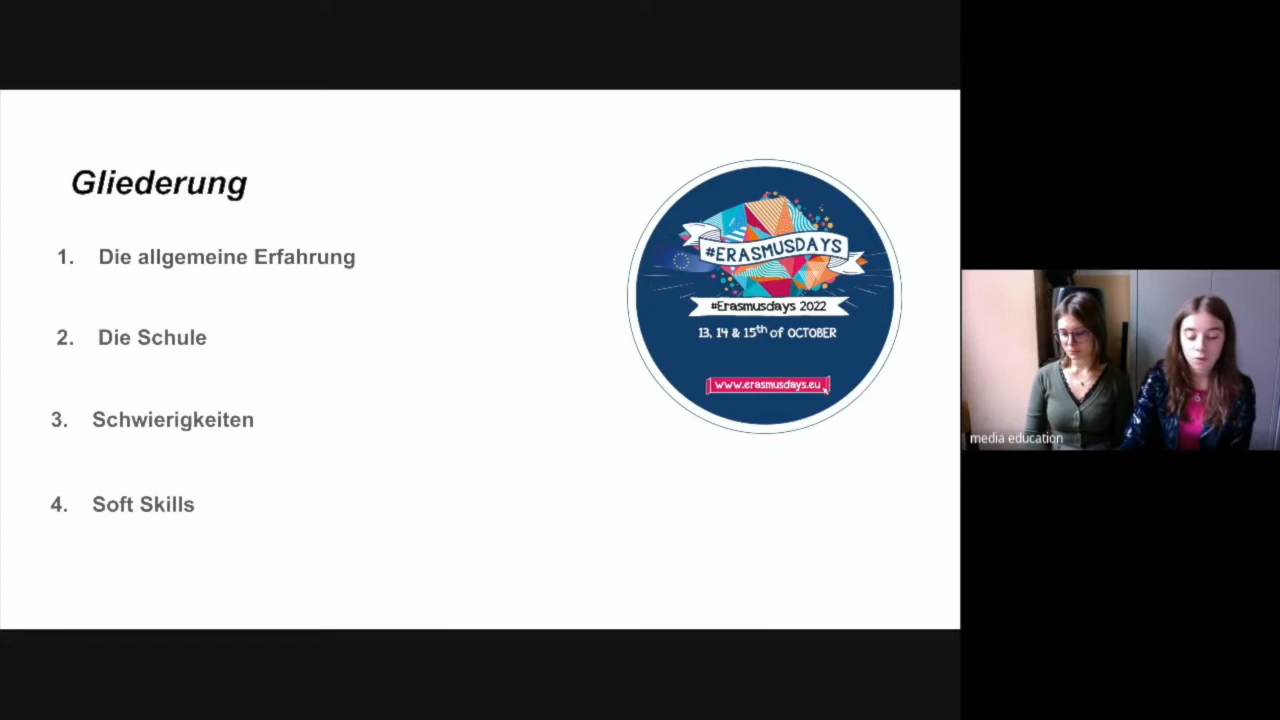 Gliederung
1. Die allgemeine Erfahrung
2. Die Schule
3. Schwierigkeiten
4. Soft Skills
#ERASMUSDAYS
#Erasmusdays 2022
13, 14 & 15th of OCTOBER
www.erasmusdays.eu
media education